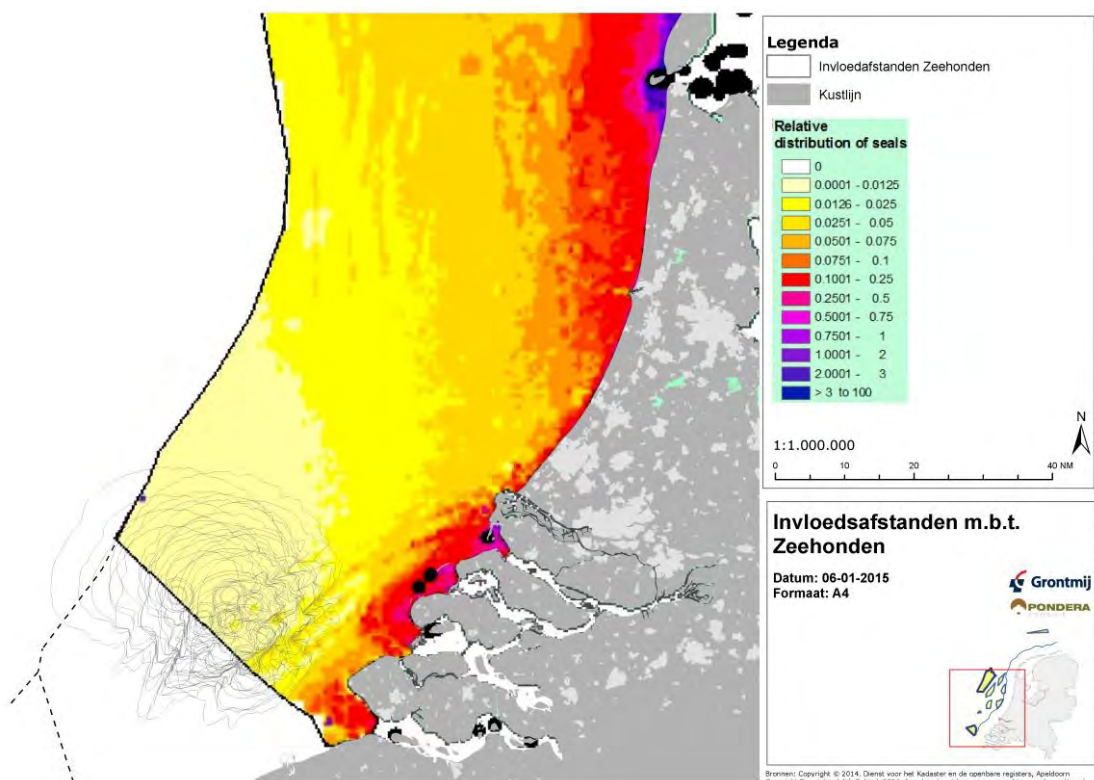 Legenda
Invloedafstanden Zeehonden
Kustlijn
Relative
distribution of seals
0
0.0001 - 0.0125
0.0126 - 0.025
0.0251 - 0.05
0.0501 - 0.075
0.0751 - 0.1
0.1001 - 0.25
0.2501 - 0.5
0.5001 - 0.75
0.7501 - 1
1.0001 - 2
2.0001 - 3
> 3 to 100
N
1:1.000.000
0 10 20 40 NM
Invloedsafstanden m.b.t.
Zeehonden
Datum: 06-01-2015
Formaat: A4
Grontmij
PONDERA
Bronnen: Copyright © 2014. Dienst voor het Kadaster en de openbare registers, Apeldoorn